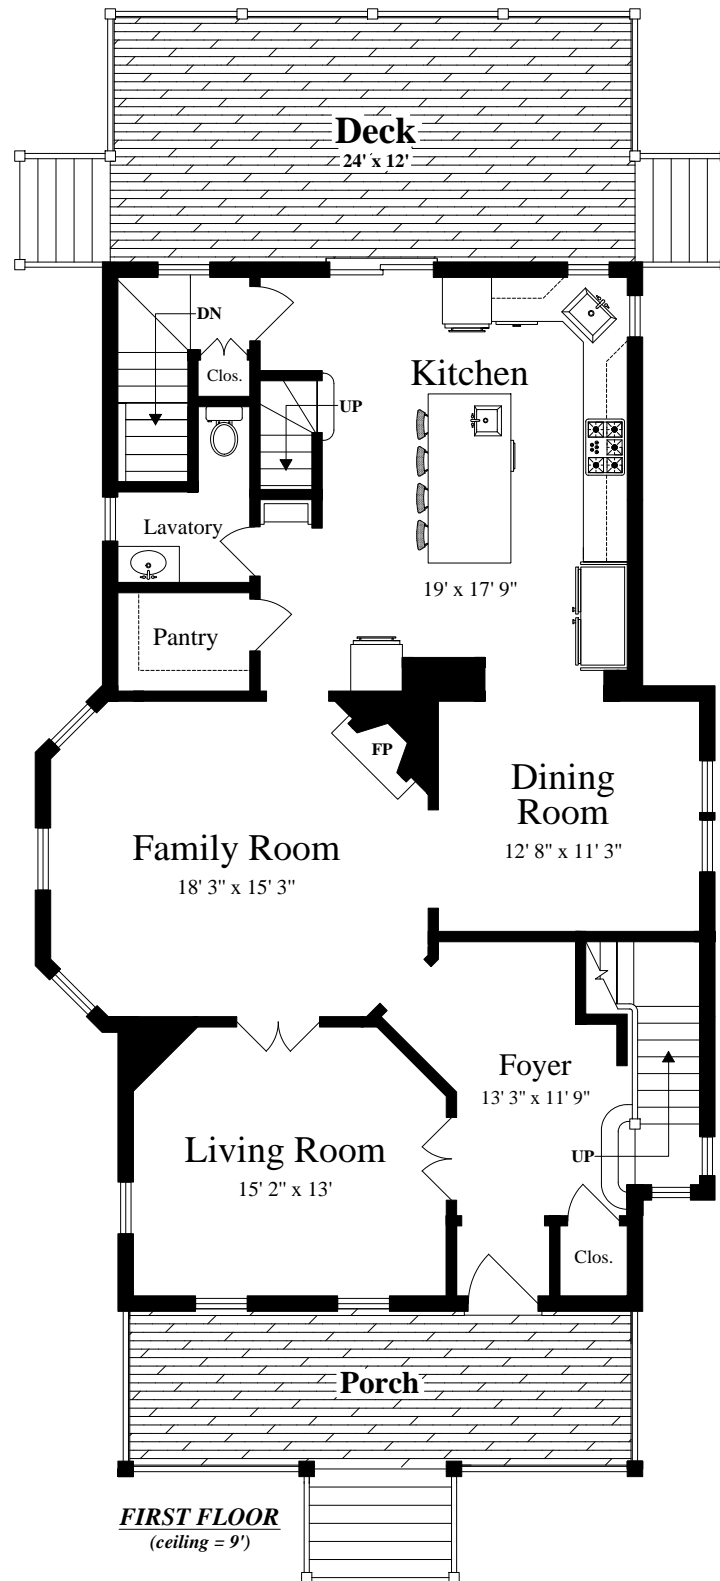 Deck
24' x 12'
DN
Clos.
UP
Kitchen
Lavatory
19' x 17' 9"
Pantry
FP
Dining
Room
12' 8" x 11' 3"
Family Room
18' 3" x 15' 3"
Foyer
13' 3" x 11' 9"
Living Room
15' 2" x 13'
UP
Clos.
Porch
FIRST FLOOR
(ceiling = 9')